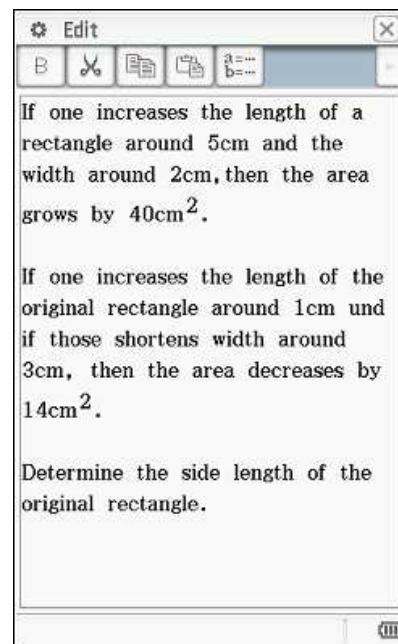 Edit
B
a=…
b=…
If one increases the length of a
rectangle around 5cm and the
width around 2cm, then the area
grows by 40cm².
If one increases the length of the
original rectangle around 1cm und
if those shortens width around
3cm, then the area decreases by
14cm².
Determine the side length of the
original rectangle.